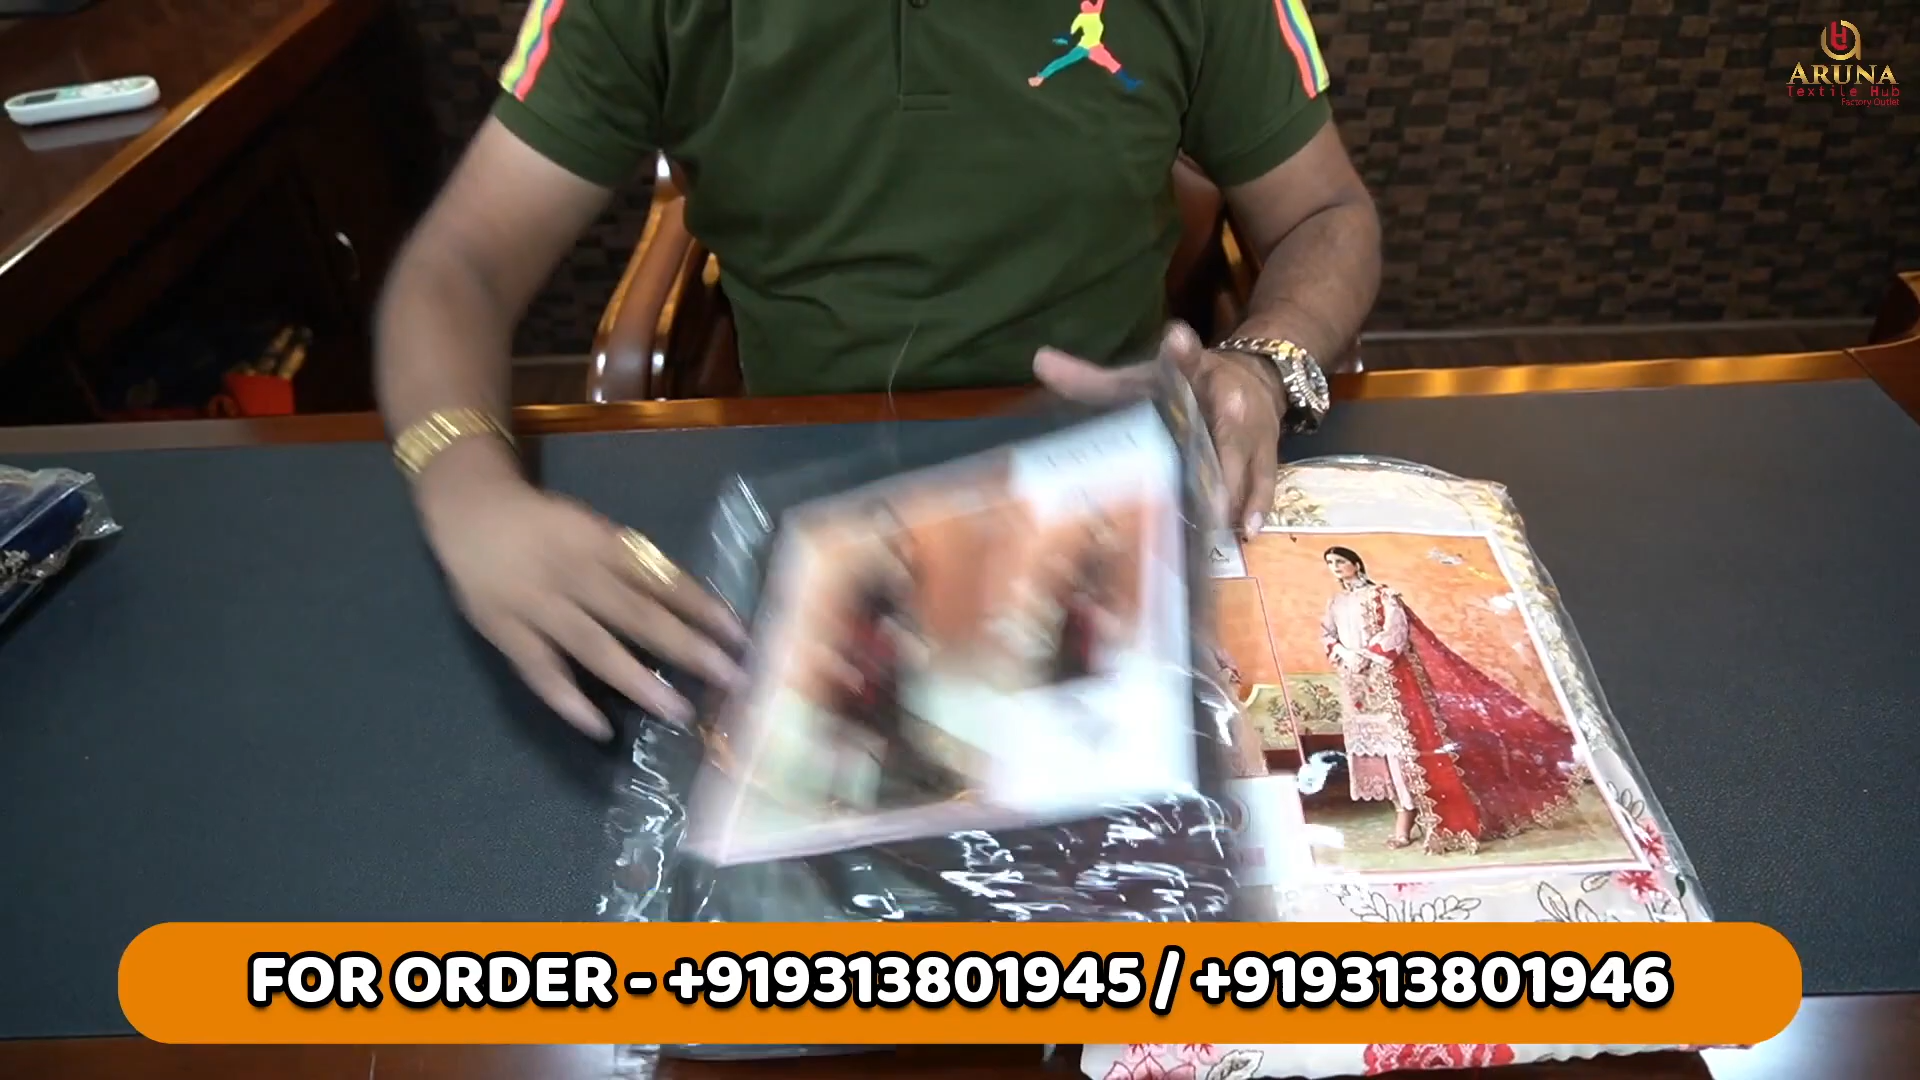 ARUNA
Textile Hub
Factory Outlet
FOR ORDER - +919313801945 / +919313801946